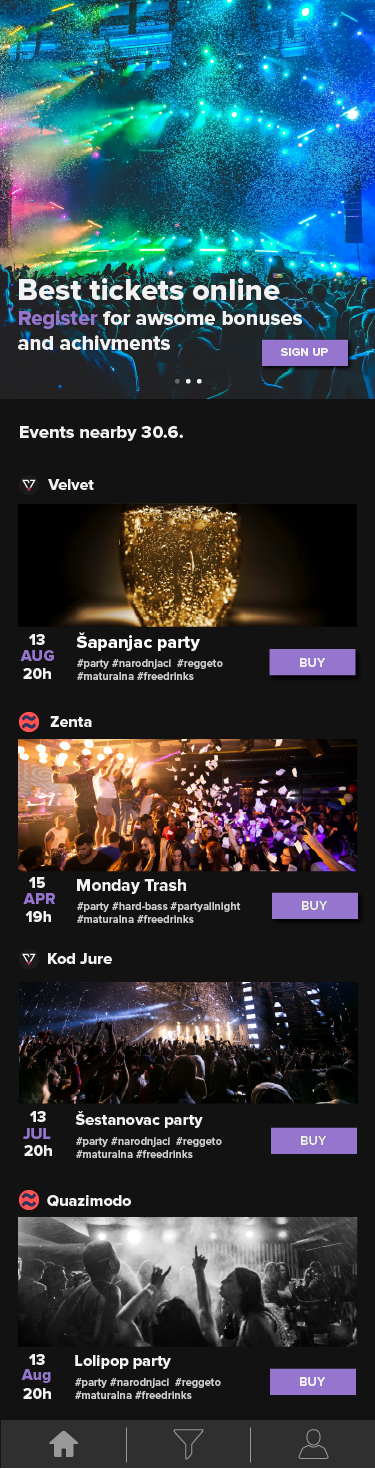 Best tickets online
Register for awsome bonuses
and achivments
SIGN UP
Events nearby 30.6.
Velvet
13
AUG
20h
Šapanjac party
#party #narodnjaci #reggeto
#maturalna #freedrinks
BUY
Zenta
15
APR
19h
Monday Trash
#party #hard-bass #partyallnight
#maturalna #freedrinks
BUY
Kod Jure
13
JUL
20h
Šestanovac party
#party #narodnjaci #reggeto
#maturalna #freedrinks
BUY
Quazimodo
13
Aug
20h
Lolipop party
#party #narodnjaci #reggeto
#maturalna #freedrinks
BUY